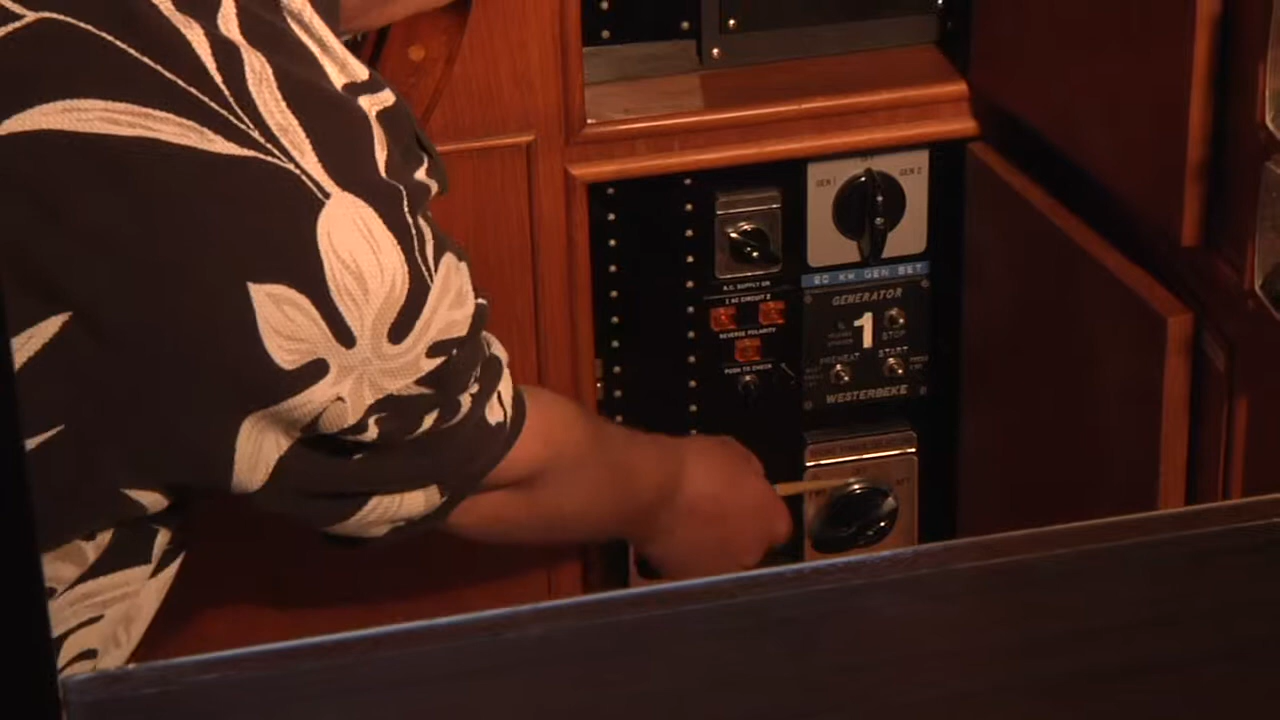 GEN 1
GEN 2
20 KW GEN SET
A.C. SUPPLY ON
1 AC CIRCUIT 2
REVERSE POLARITY
PUSH TO CHECK
GENERATOR
1
STOP
PREHEAT
START
WESTERBEKE